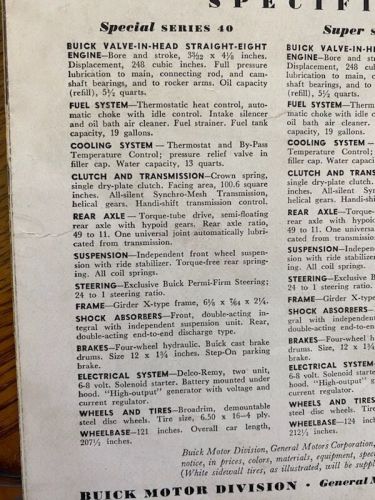 SPECIFI
Special SERIES 40
BUICK VALVE-IN-HEAD STRAIGHT-EIGHT
ENGINE—Bore and stroke, 3 3/32 x 4 1/8 inches.
Displacement, 248 cubic inches. Full pressure
lubrication to main, connecting rod, and cam-
shaft bearings, and to rocker arms. Oil capacity
(refill), 5½ quarts.
FUEL SYSTEM—Thermostatic heat control, auto-
matic choke with idle control. Intake silencer
and oil bath air cleaner. Fuel strainer. Fuel tank
capacity, 19 gallons.
COOLING SYSTEM—Thermostat and By-Pass
Temperature Control; pressure relief valve in
filler cap. Water capacity, 13 quarts.
CLUTCH AND TRANSMISSION—Crown spring,
single dry-plate clutch. Facing area, 100.6 square
inches. All-silent Synchro-Mesh Transmission,
helical gears. Handi-shift transmission control.
REAR AXLE—Torque-tube drive, semi-floating
rear axle with hypoid gears. Rear axle ratio,
49 to 11. One universal joint automatically lubri-
cated from transmission.
SUSPENSION—Independent front wheel suspen-
sion with ride stabilizer. Torque-free rear spring-
ing. All coil springs.
STEERING—Exclusive Buick Permi-Firm Steering;
24 to 1 steering ratio.
FRAME—Girder X-type frame,
SHOCK ABSORBERS—Front, double-acting in-
tegral with independent suspension unit. Rear,
double-acting end-to-end discharge type.
BRAKES—Four-wheel hydraulic. Buick cast brake
drums. Size 12 x 1¾ inches. Step-On parking
brake.
ELECTRICAL SYSTEM—Delco-Remy, two unit,
6-8 volt. Solenoid starter. Battery mounted under
hood. "High-output" generator with voltage and
current regulator.
WHEELS AND TIRES—Broadrim, demountable
steel disc wheels. Tire size, 6.50 x 16—4 ply.
WHEELBASE—121 inches. Overall car length,
207½ inches.
Super s
BUICK VALVE-IN-HEA
ENGINE—Bore and str
Displacement, 248 cub
lubrication to main, c
shaft bearings, and to
(refill), 5½ quarts.
FUEL SYSTEM—Therm
matic choke with idle
and oil bath air cleane
capacity, 19 gallons.
COOLING SYSTEM—
Temperature Control;
filler cap. Water capac
CLUTCH AND TRANS
single dry-plate clutch
inches. All-silent Syn
helical gears. Handi-sh
REAR AXLE—Torque-
rear axle with hypoid
49 to 11. One univers
cated from transmission
SUSPENSION—Indepen
sion with ride stabilizer
ing. All coil springs.
STEERING—Exclusive B
24 to 1 steering ratio.
FRAME—Girder X-type
SHOCK ABSORBERS—
gral with independent
double-acting end-to-en
BRAKES—Four-wheel h
drums. Size, 12 x 1¾
brake.
ELECTRICAL SYSTEM
6-8 volt. Solenoid start
hood. "High-output" g
current regulator.
WHEELS AND TIRES—
steel disc wheels. Tire
WHEELBASE—124 inch
212½ inches.
Buick Motor Division, General Motors Corporation,
notice, in prices, colors, materials, equipment, spec
(White sidewall tires, as illustrated, will be suppl
BUICK MOTOR DIVISION • General M